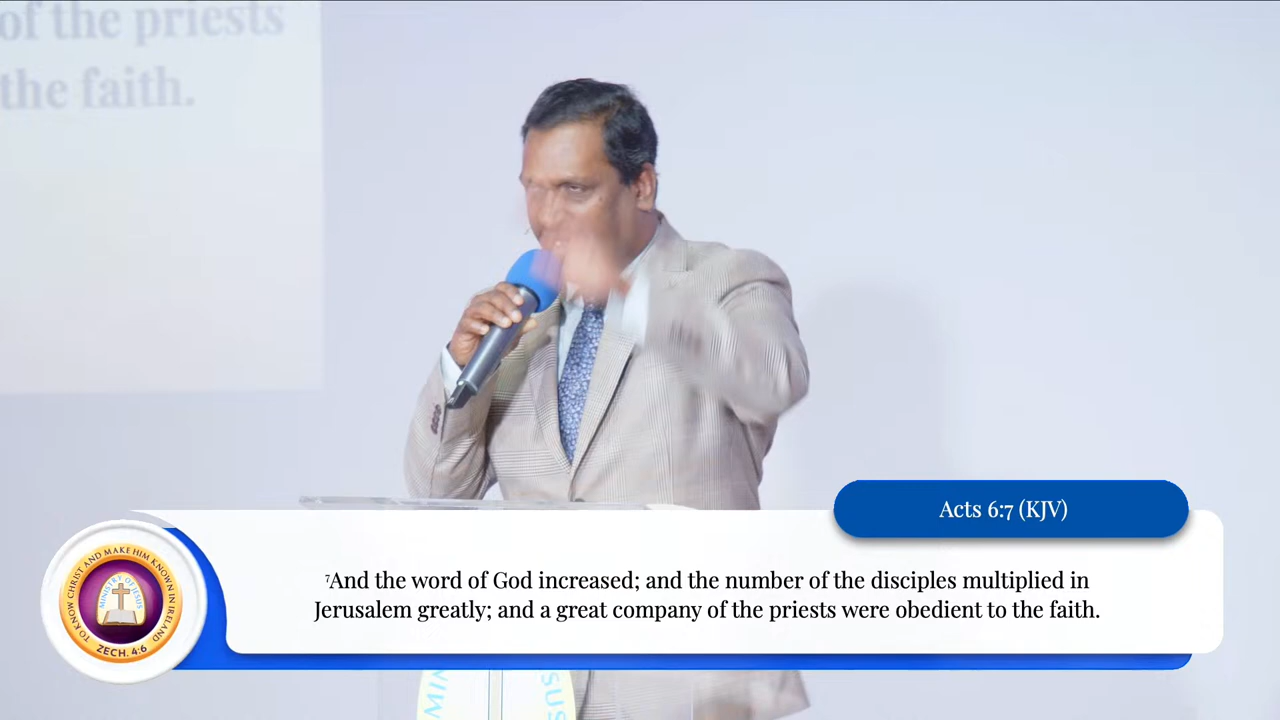 of the priests
the faith.
Acts 6:7 (KJV)
⁷And the word of God increased; and the number of the disciples multiplied in
Jerusalem greatly; and a great company of the priests were obedient to the faith.
TO KNOW CHRIST AND MAKE HIM KNOWN IN IRELAND
MINISTRY OF JESUS
ZECH. 4:6
MIN
SUS